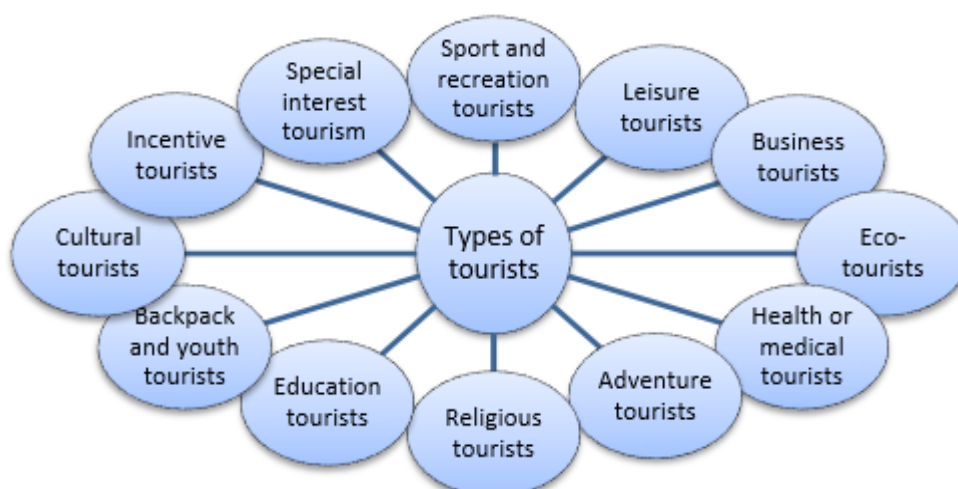 Sport and
recreation
tourists
Leisure
tourists
Business
tourists
Eco-
tourists
Health or
medical
tourists
Adventure
tourists
Religious
tourists
Education
tourists
Backpack
and youth
tourists
Cultural
tourists
Incentive
tourists
Special
interest
tourism
Types of
tourists